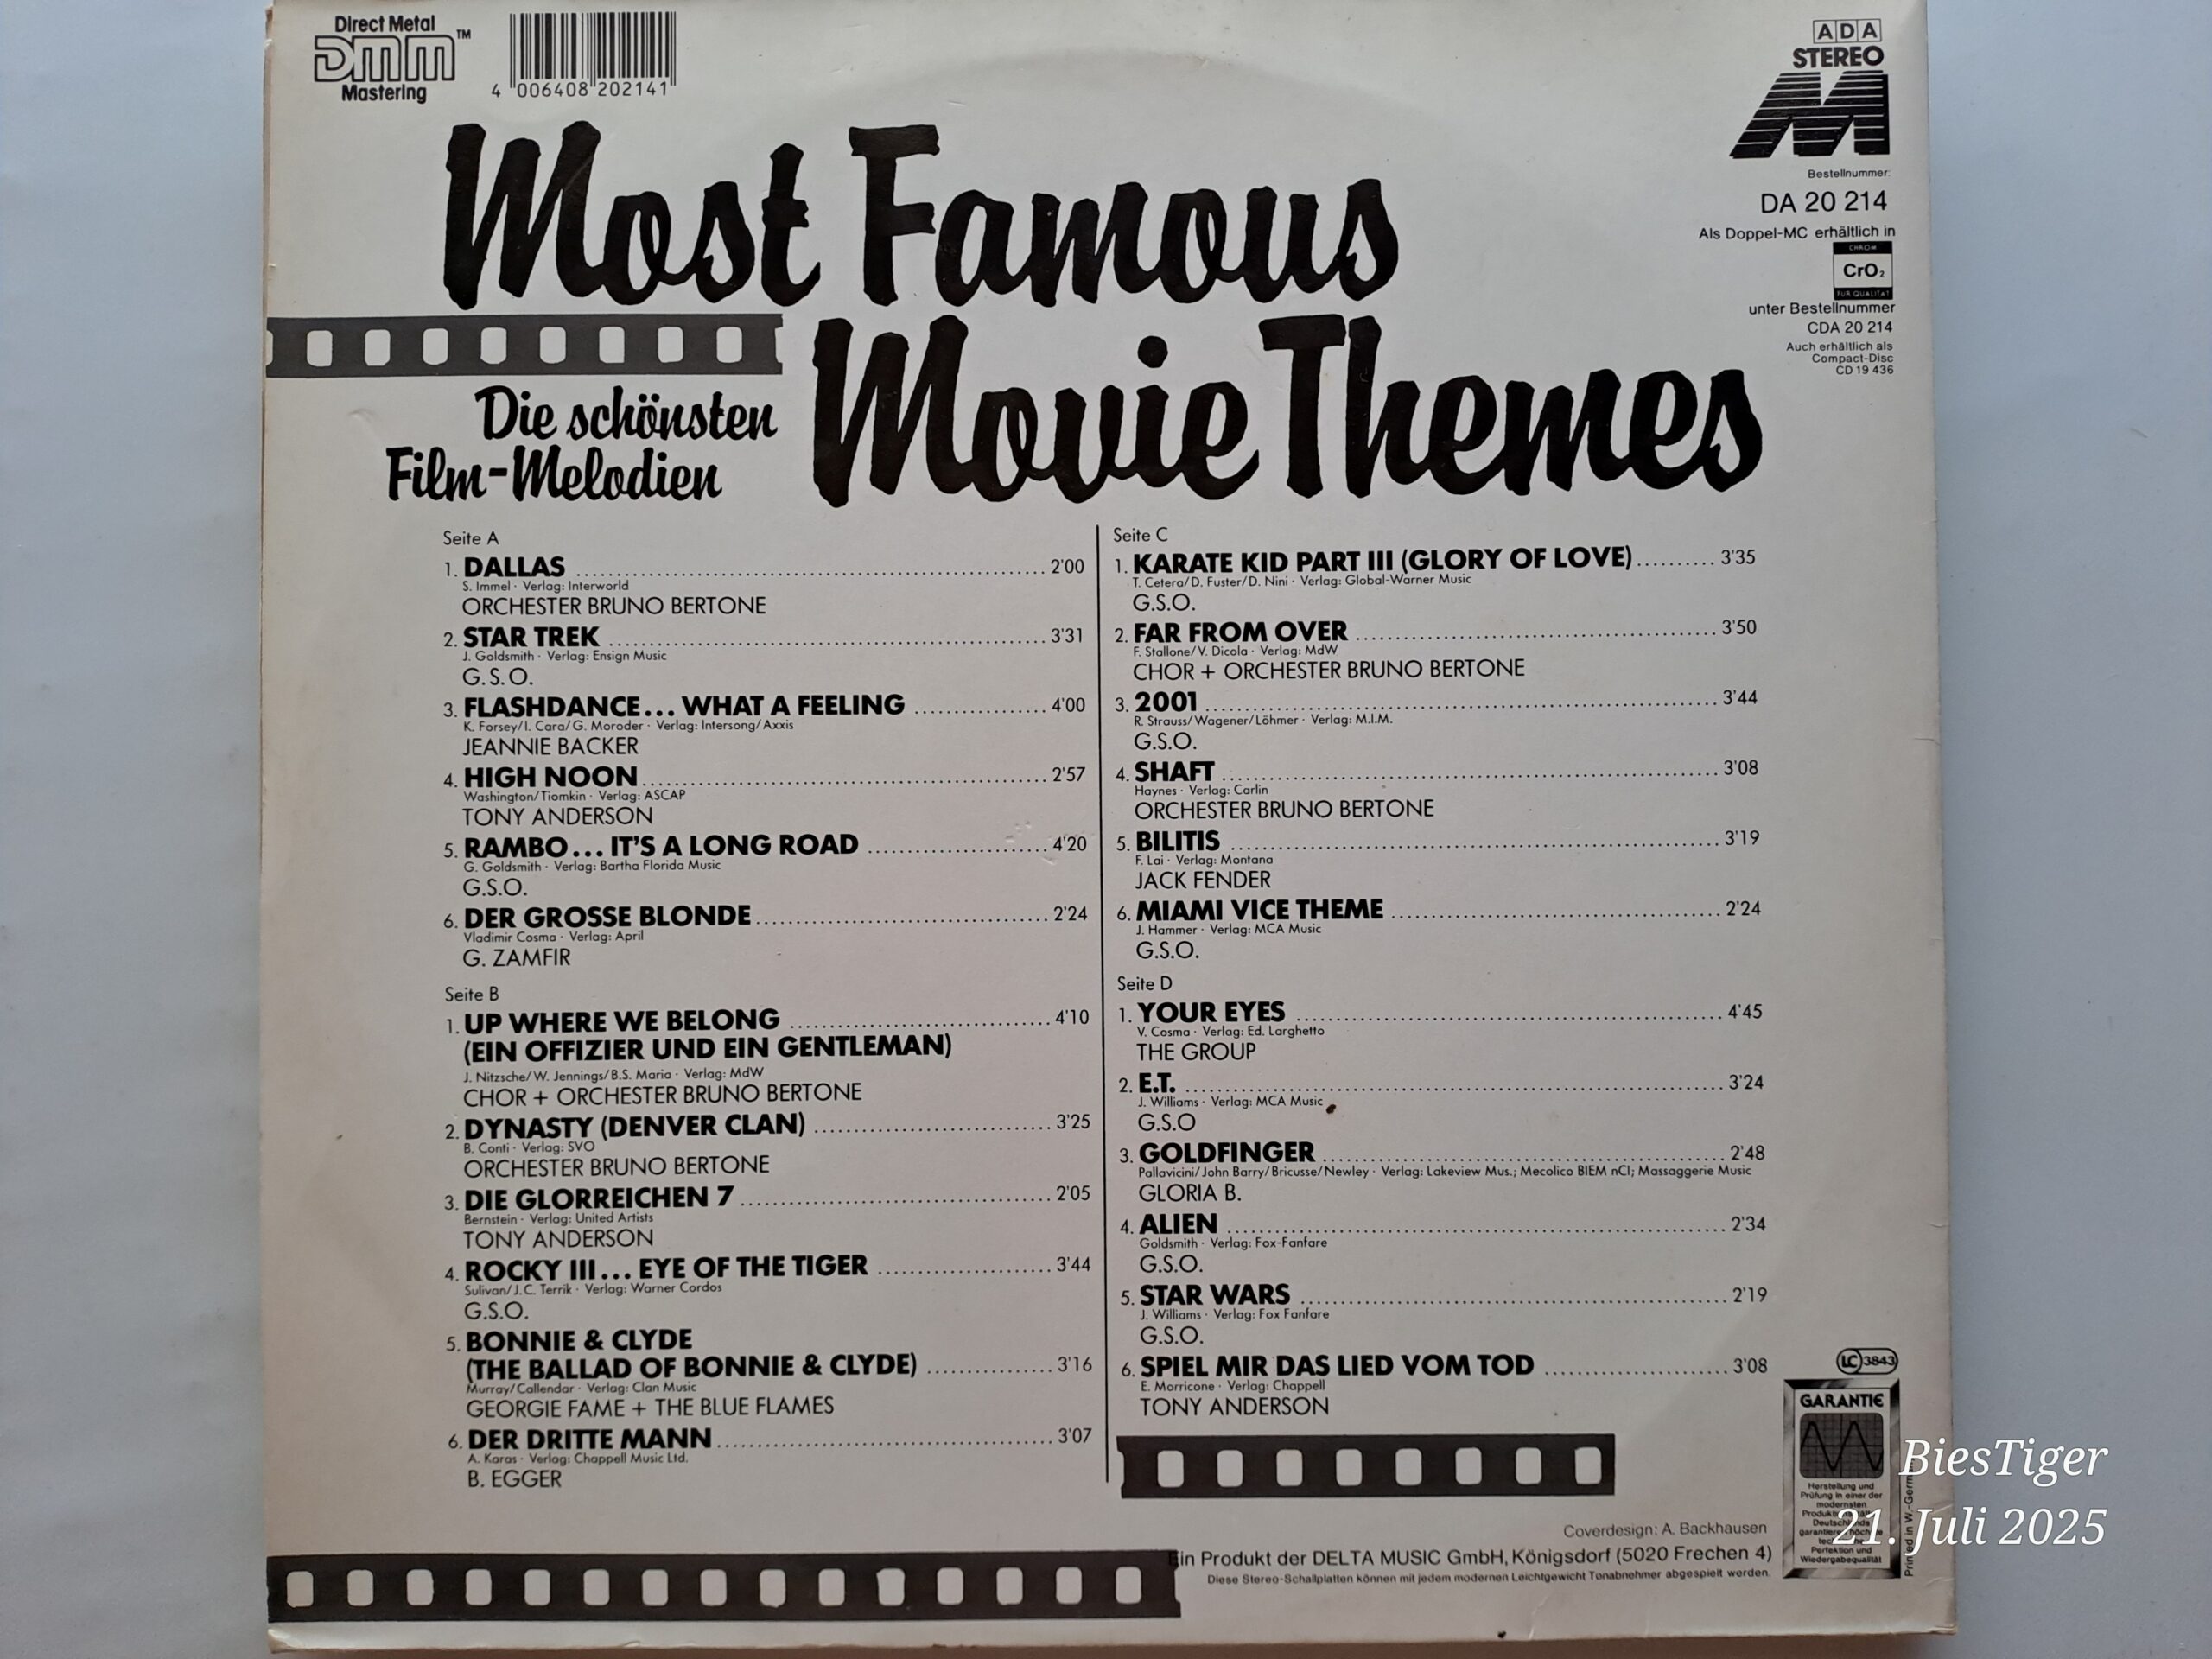 Direct Metal
DMM™
Mastering
4 006408 202141
ADA
STEREO
M
Bestellnummer:
DA 20 214
Als Doppel-MC erhältlich in
CHROM
CrO₂
FÜR QUALITÄT
unter Bestellnummer
CDA 20 214
Auch erhältlich als
Compact-Disc
CD 19 436
Most Famous
Movie Themes
Die schönsten
Film-Melodien
Seite A
1. DALLAS 2'00
S. Immel · Verlag: Interworld
ORCHESTER BRUNO BERTONE
2. STAR TREK 3'31
J. Goldsmith · Verlag: Ensign Music
G.S.O.
3. FLASHDANCE... WHAT A FEELING 4'00
K. Forsey/I. Cara/G. Moroder · Verlag: Intersong/Axxis
JEANNIE BACKER
4. HIGH NOON 2'57
Washington/Tiomkin · Verlag: ASCAP
TONY ANDERSON
5. RAMBO... IT'S A LONG ROAD 4'20
G. Goldsmith · Verlag: Bartha Florida Music
G.S.O.
6. DER GROSSE BLONDE 2'24
Vladimir Cosma · Verlag: April
G. ZAMFIR
Seite B
1. UP WHERE WE BELONG 4'10
(EIN OFFIZIER UND EIN GENTLEMAN)
J. Nitzsche/W. Jennings/B.S. Maria · Verlag: MdW
CHOR + ORCHESTER BRUNO BERTONE
2. DYNASTY (DENVER CLAN) 3'25
B. Conti · Verlag: SVO
ORCHESTER BRUNO BERTONE
3. DIE GLORREICHEN 7 2'05
Bernstein · Verlag: United Artists
TONY ANDERSON
4. ROCKY III... EYE OF THE TIGER 3'44
Sulivan/J.C. Terrik · Verlag: Warner Cordos
G.S.O.
5. BONNIE & CLYDE
(THE BALLAD OF BONNIE & CLYDE) 3'16
Murray/Callendar · Verlag: Clan Music
GEORGIE FAME + THE BLUE FLAMES
6. DER DRITTE MANN 3'07
A. Karas · Verlag: Chappell Music Ltd.
B. EGGER
Seite C
1. KARATE KID PART III (GLORY OF LOVE) 3'35
T. Cetera/D. Fuster/D. Nini · Verlag: Global-Warner Music
G.S.O.
2. FAR FROM OVER 3'50
F. Stallone/V. Dicola · Verlag: MdW
CHOR + ORCHESTER BRUNO BERTONE
3. 2001 3'44
R. Strauss/Wagener/Löhmer · Verlag: M.I.M.
G.S.O.
4. SHAFT 3'08
Haynes · Verlag: Carlin
ORCHESTER BRUNO BERTONE
5. BILITIS 3'19
F. Lai · Verlag: Montana
JACK FENDER
6. MIAMI VICE THEME 2'24
J. Hammer · Verlag: MCA Music
G.S.O.
Seite D
1. YOUR EYES 4'45
V. Cosma · Verlag: Ed. Larghetto
THE GROUP
2. E.T. 3'24
J. Williams · Verlag: MCA Music
G.S.O
3. GOLDFINGER 2'48
Pallavicini/John Barry/Bricusse/Newley · Verlag: Lakeview Mus.; Mecolico BIEM nCl; Massaggerie Music
GLORIA B.
4. ALIEN 2'34
Goldsmith · Verlag: Fox-Fanfare
G.S.O.
5. STAR WARS 2'19
J. Williams · Verlag: Fox Fanfare
G.S.O.
6. SPIEL MIR DAS LIED VOM TOD 3'08
E. Morricone · Verlag: Chappell
TONY ANDERSON
LC 3843
GARANTIE
Herstellung und
Prüfung in einer der
modernsten
Perfektion und
Wiedergabequalität
Printed in W.-
Coverdesign: A. Backhausen
Ein Produkt der DELTA MUSIC GmbH, Königsdorf (5020 Frechen 4)
Diese Stereo-Schallplatten können mit jedem modernen Leichtgewicht Tonabnehmer abgespielt werden.
BiesTiger
21. Juli 2025